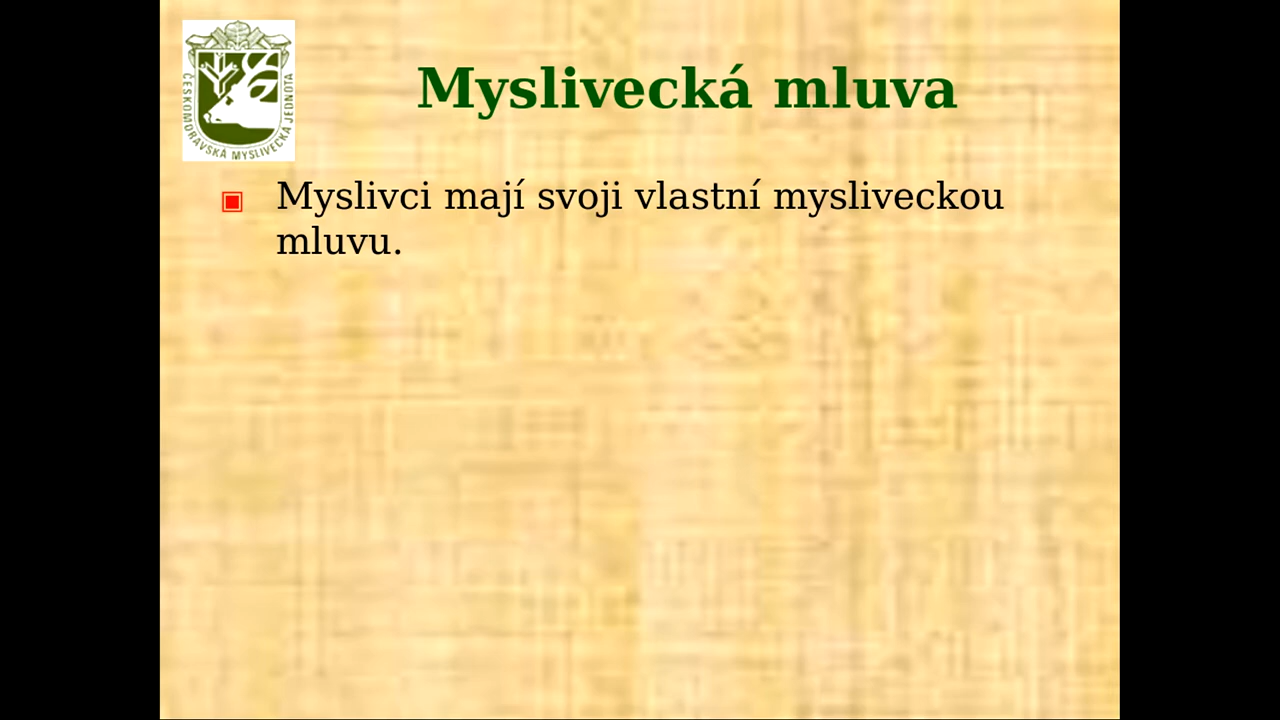 Myslivecká mluva
ČESKOMORAVSKÁ MYSLIVECKÁ JEDNOTA
Myslivci mají svoji vlastní mysliveckou
mluvu.